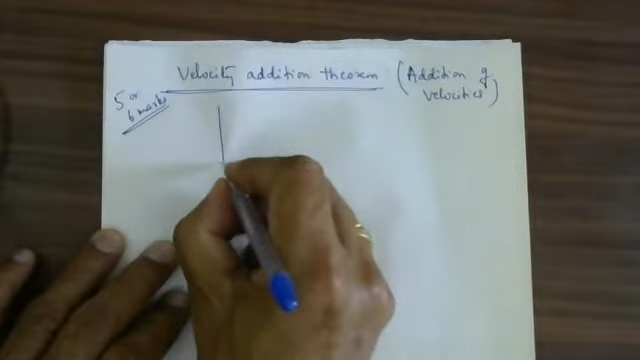 Velocity addition theorem (Addition of
velocities)
5 or
6 marks